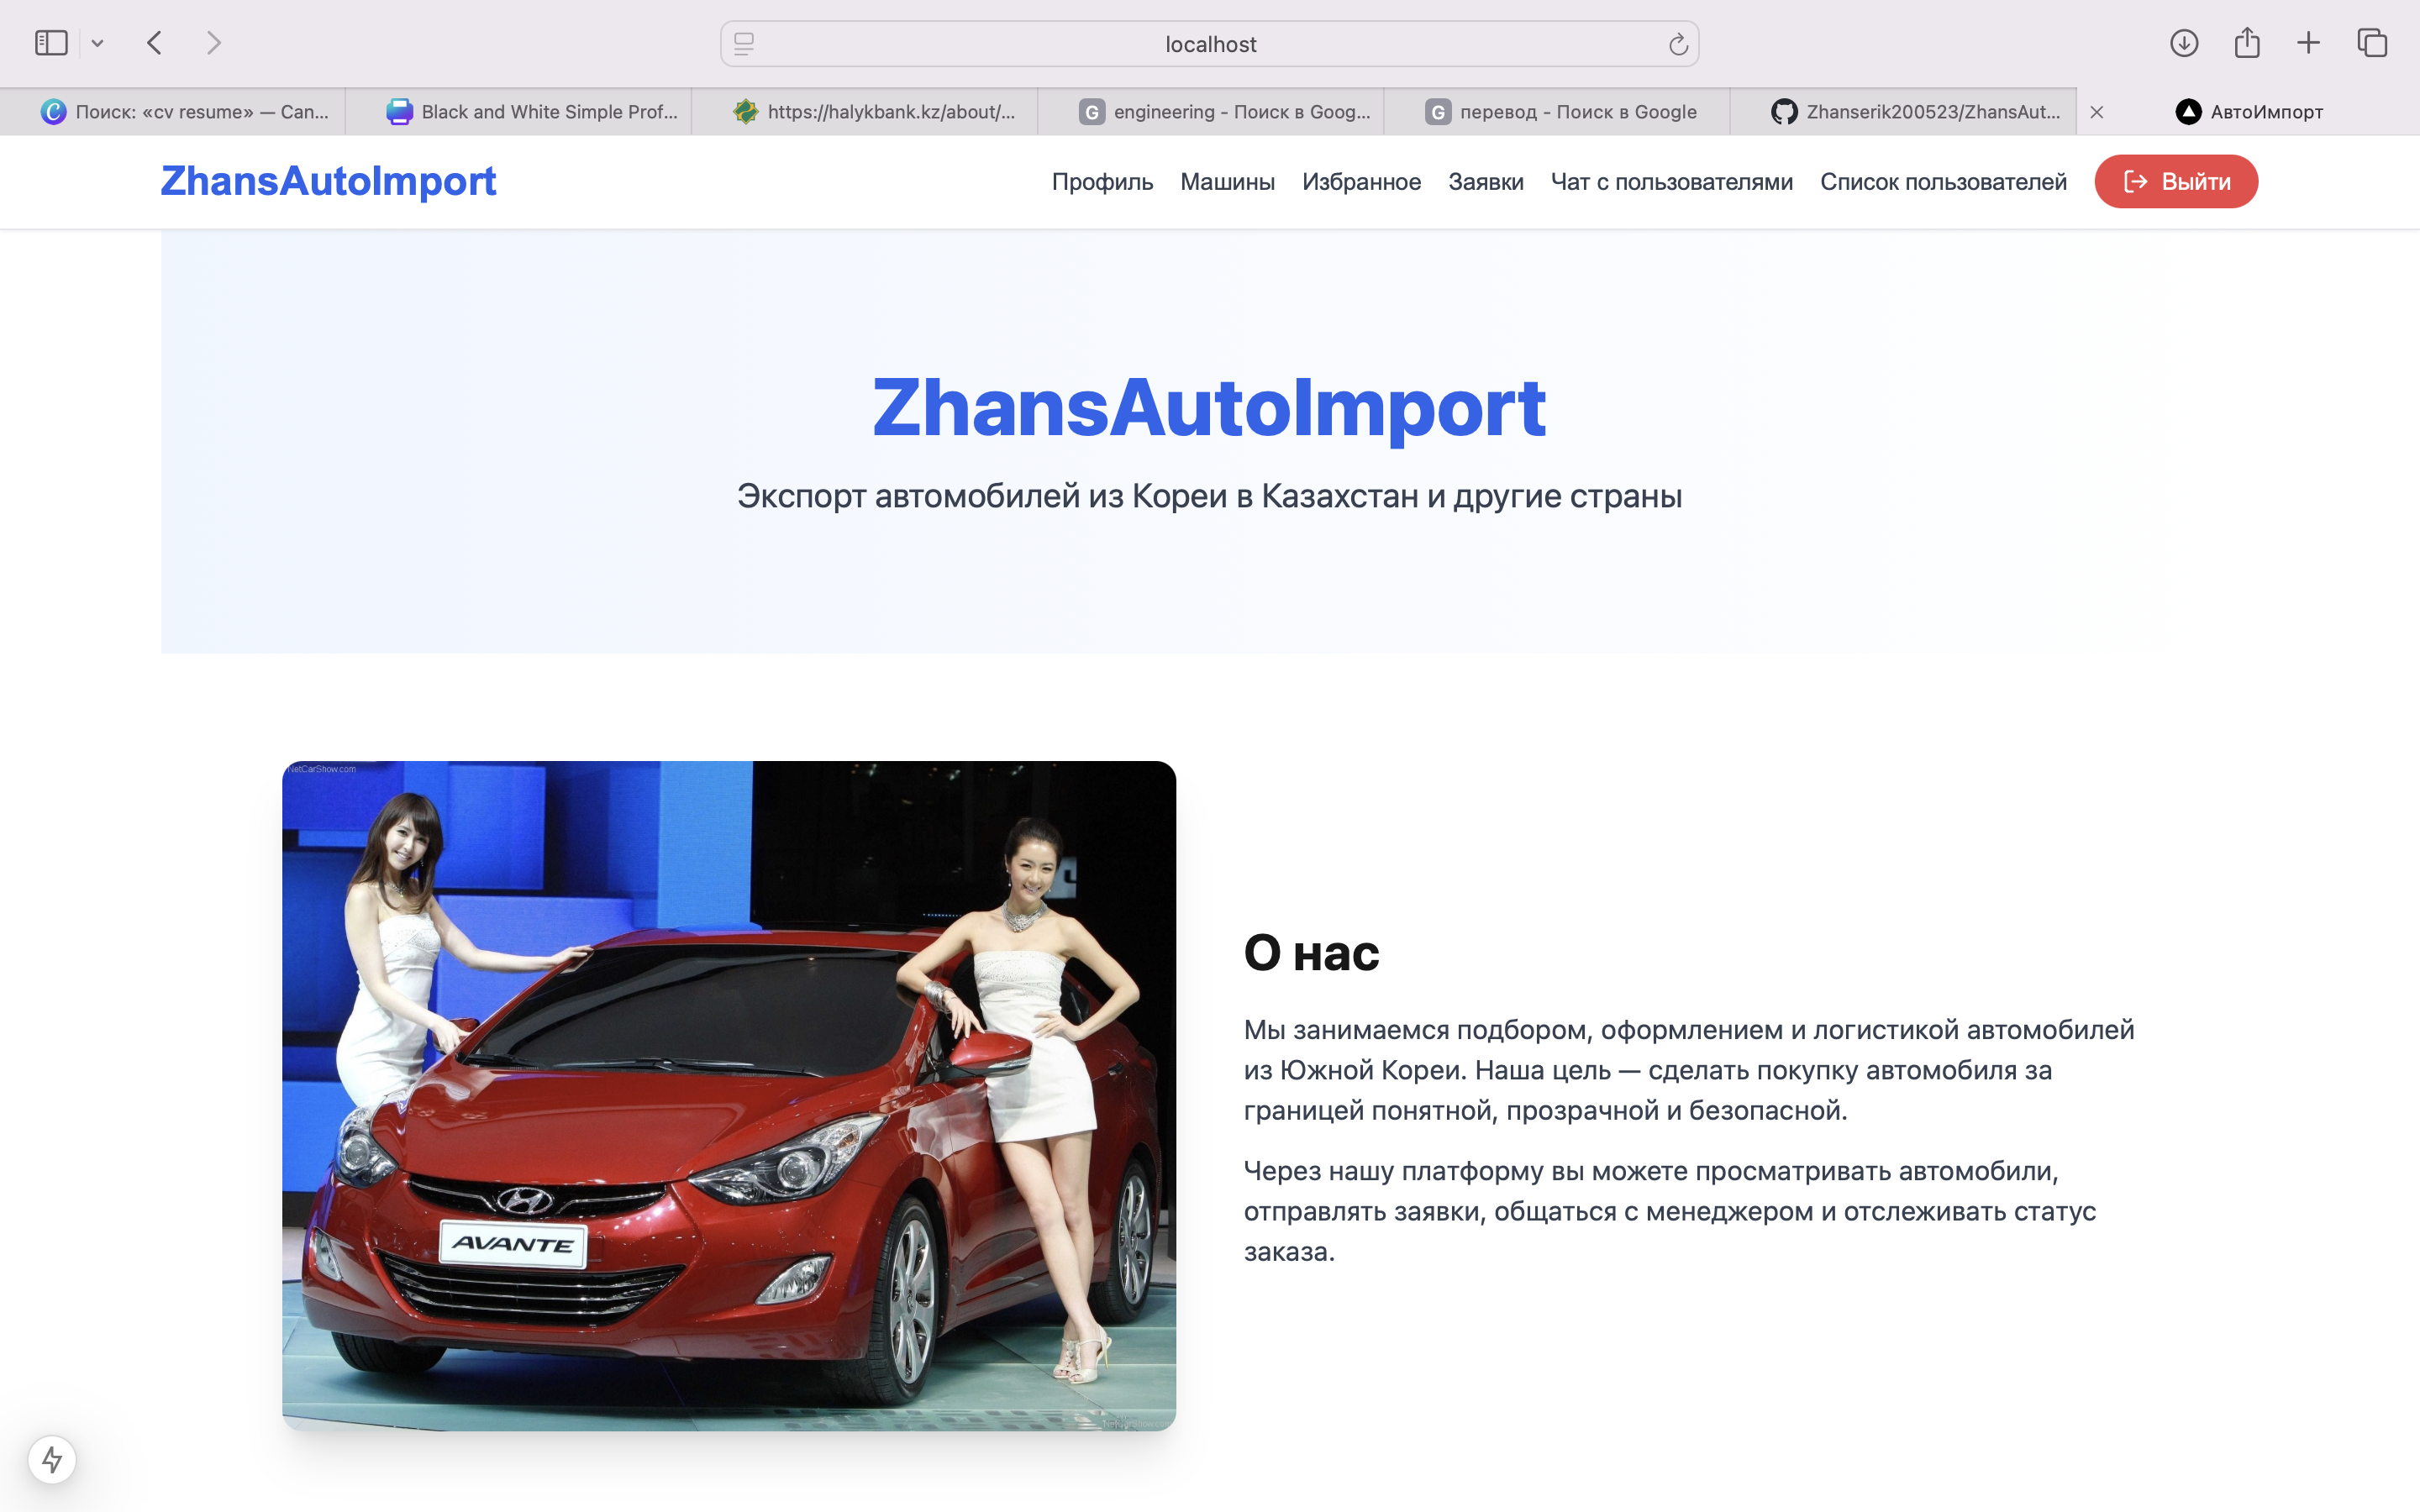 localhost
Поиск: «cv resume» — Can...
Black and White Simple Prof...
https://halykbank.kz/about/...
G engineering - Поиск в Goog...
G перевод - Поиск в Google
Zhanserik200523/ZhansAut...
АвтоИмпорт
ZhansAutoImport
Профиль Машины Избранное Заявки Чат с пользователями Список пользователей Выйти
ZhansAutoImport
Экспорт автомобилей из Кореи в Казахстан и другие страны
NetCarShow.com
AVANTE
О нас
Мы занимаемся подбором, оформлением и логистикой автомобилей
из Южной Кореи. Наша цель — сделать покупку автомобиля за
границей понятной, прозрачной и безопасной.
Через нашу платформу вы можете просматривать автомобили,
отправлять заявки, общаться с менеджером и отслеживать статус
заказа.